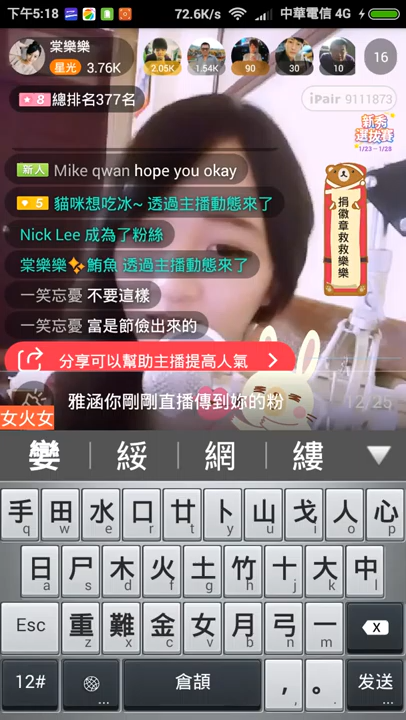 下午5:18 72.6K/s 中華電信 4G
棠樂樂
星光 3.76K
2.05K 1.54K 90 30 10 16
8 總排名377名
iPair 9111873
新秀選拔賽
1/23－1/28
捐徽章救救樂樂
新人 Mike qwan hope you okay
5 貓咪想吃冰~ 透過主播動態來了
Nick Lee 成為了粉絲
棠樂樂✨鮪魚 透過主播動態來了
一笑忘憂 不要這樣
一笑忘憂 富是節儉出來的
分享可以幫助主播提高人氣
雅涵你剛剛直播傳到妳的粉 12/25
女火女
孌 綏 網 縷
手 田 水 口 廿 卜 山 戈 人 心
q w e r t y u i o p
日 尸 木 火 土 竹 十 大 中
a s d f g h j k l
Esc 重 難 金 女 月 弓 一
z x c v b n m
12# 倉頡 , 。 发送